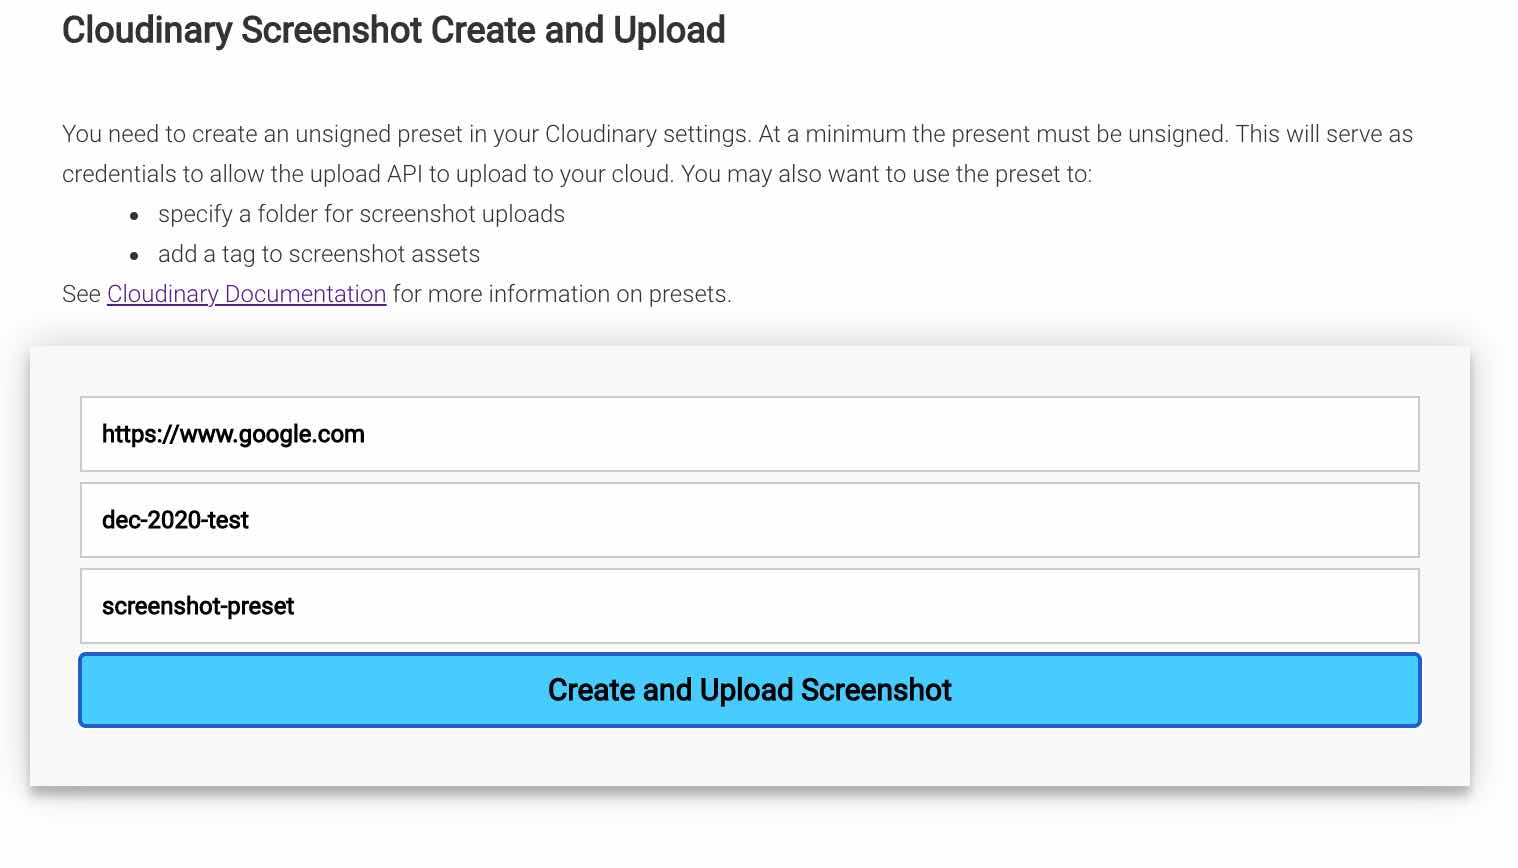 Cloudinary Screenshot Create and Upload
You need to create an unsigned preset in your Cloudinary settings. At a minimum the present must be unsigned. This will serve as
credentials to allow the upload API to upload to your cloud. You may also want to use the preset to:
• specify a folder for screenshot uploads
• add a tag to screenshot assets
See Cloudinary Documentation for more information on presets.
https://www.google.com
dec-2020-test
screenshot-preset
Create and Upload Screenshot